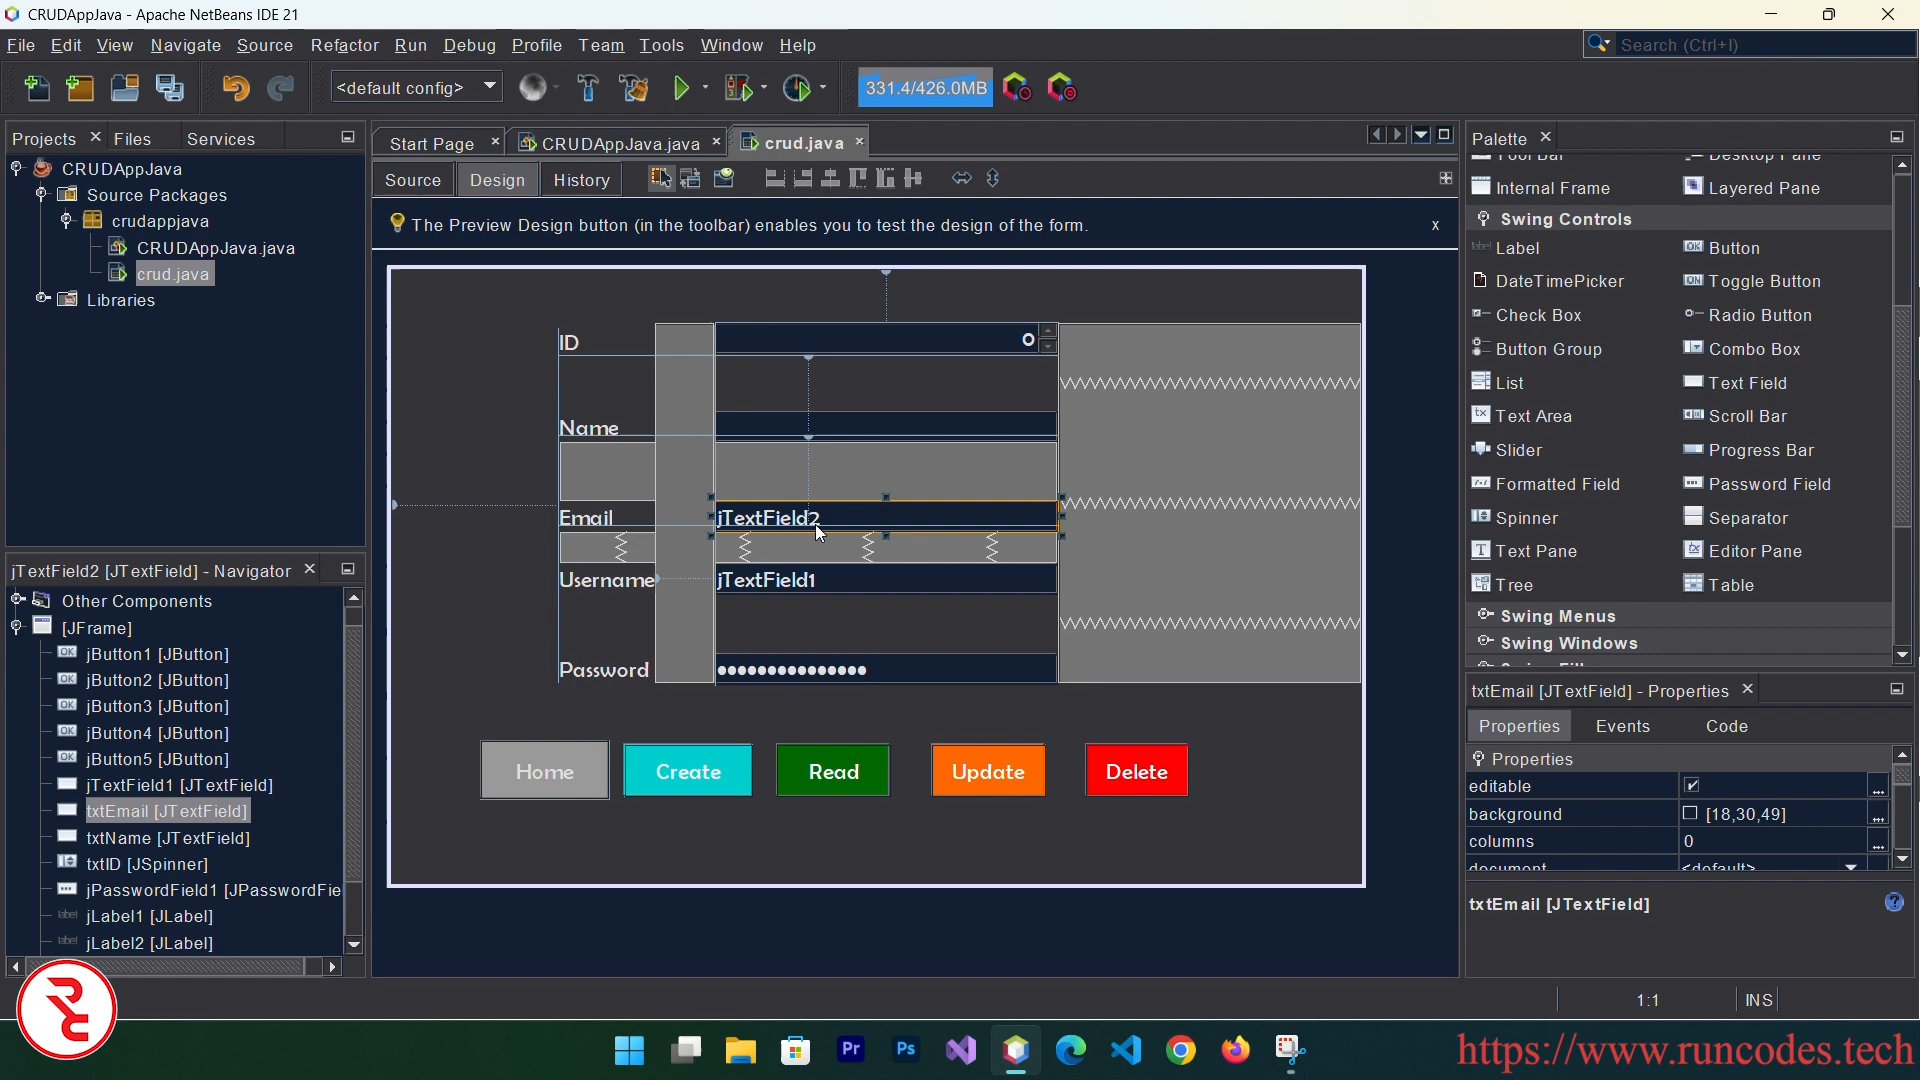 CRUDAppJava - Apache NetBeans IDE 21
File Edit View Navigate Source Refactor Run Debug Profile Team Tools Window Help
Search (Ctrl+I)
<default config>
331.4/426.0MB
Projects Files Services
CRUDAppJava
Source Packages
crudappjava
CRUDAppJava.java
crud.java
Libraries
jTextField2 [JTextField] - Navigator
Other Components
[JFrame]
jButton1 [JButton]
jButton2 [JButton]
jButton3 [JButton]
jButton4 [JButton]
jButton5 [JButton]
jTextField1 [JTextField]
txtEmail [JTextField]
txtName [JTextField]
txtID [JSpinner]
jPasswordField1 [JPasswordFie
jLabel1 [JLabel]
jLabel2 [JLabel]
Start Page CRUDAppJava.java crud.java
Source Design History
The Preview Design button (in the toolbar) enables you to test the design of the form. x
ID 0
Name
Email jTextField2
Username jTextField1
Password
Home Create Read Update Delete
Palette
Tool Bar Desktop Pane
Internal Frame Layered Pane
Swing Controls
Label Button
DateTimePicker Toggle Button
Check Box Radio Button
Button Group Combo Box
List Text Field
Text Area Scroll Bar
Slider Progress Bar
Formatted Field Password Field
Spinner Separator
Text Pane Editor Pane
Tree Table
Swing Menus
Swing Windows
txtEmail [JTextField] - Properties
Properties Events Code
Properties
editable
background [18,30,49]
columns 0
document <default>
txtEmail [JTextField]
1:1 INS
https://www.runcodes.tech